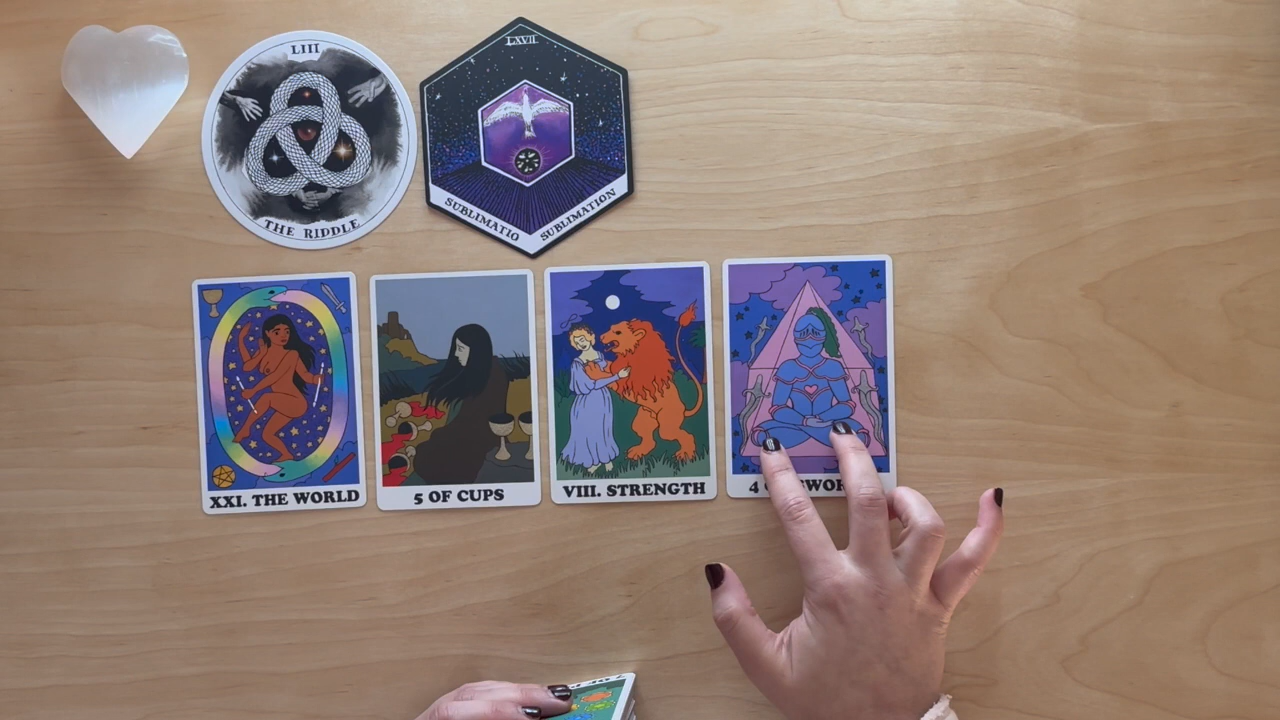 LIII
THE RIDDLE
LXVII
SUBLIMATIO
SUBLIMATION
XXI. THE WORLD
5 OF CUPS
VIII. STRENGTH
4